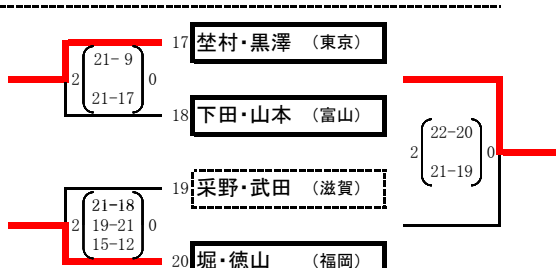 17 埜村・黒澤 （東京）
21- 9
2 0
21-17
18 下田・山本 （富山）
22-20
2 0
21-19
19 采野・武田 （滋賀）
21-18
2 19-21 0
15-12
20 堀・徳山 （福岡）